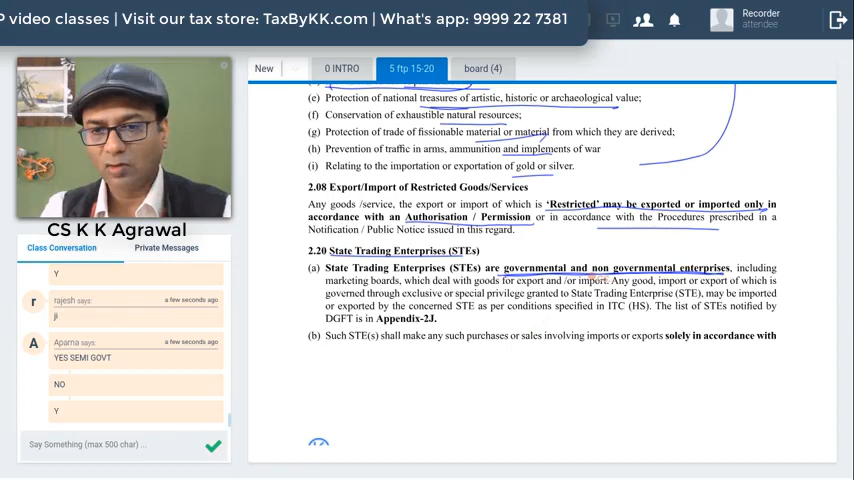 P video classes | Visit our tax store: TaxByKK.com | What's app: 9999 22 7381
Recorder
attendee
New
0 INTRO
5 ftp 15-20
board (4)
CS K K Agrawal
Class Conversation
Private Messages
Y
r
rajesh says:
a few seconds ago
ji
A
Aparna says:
a few seconds ago
YES SEMI GOVT
NO
Y
Say Something (max 500 char) ...
(e) Protection of national treasures of artistic, historic or archaeological value;
(f) Conservation of exhaustible natural resources;
(g) Protection of trade of fissionable material or material from which they are derived;
(h) Prevention of traffic in arms, ammunition and implements of war
(i) Relating to the importation or exportation of gold or silver.
2.08 Export/Import of Restricted Goods/Services
Any goods /service, the export or import of which is 'Restricted' may be exported or imported only in
accordance with an Authorisation / Permission or in accordance with the Procedures prescribed in a
Notification / Public Notice issued in this regard.
2.20 State Trading Enterprises (STEs)
(a) State Trading Enterprises (STEs) are governmental and non governmental enterprises, including
marketing boards, which deal with goods for export and /or import. Any good, import or export of which is
governed through exclusive or special privilege granted to State Trading Enterprise (STE), may be imported
or exported by the concerned STE as per conditions specified in ITC (HS). The list of STEs notified by
DGFT is in Appendix-2J.
(b) Such STE(s) shall make any such purchases or sales involving imports or exports solely in accordance with